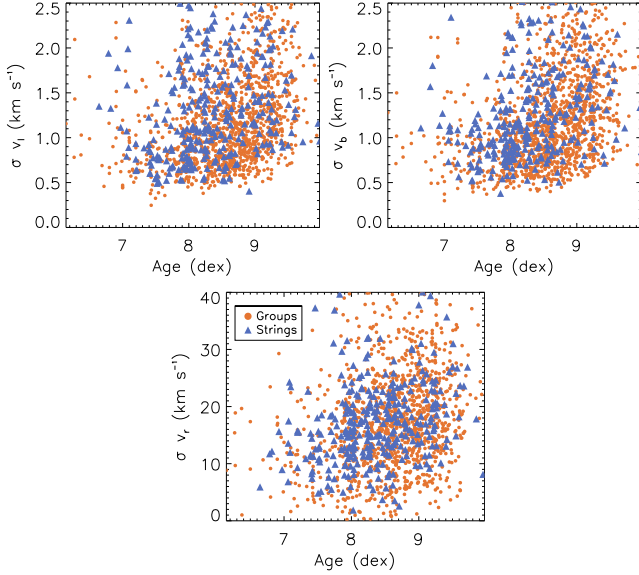 2.5
2.0
1.5
1.0
0.5
0.0
σ v_l (km s⁻¹)
7 8 9
Age (dex)
2.5
2.0
1.5
1.0
0.5
0.0
σ v_b (km s⁻¹)
7 8 9
Age (dex)
40
30
20
10
0
σ v_r (km s⁻¹)
Groups
Strings
7 8 9
Age (dex)